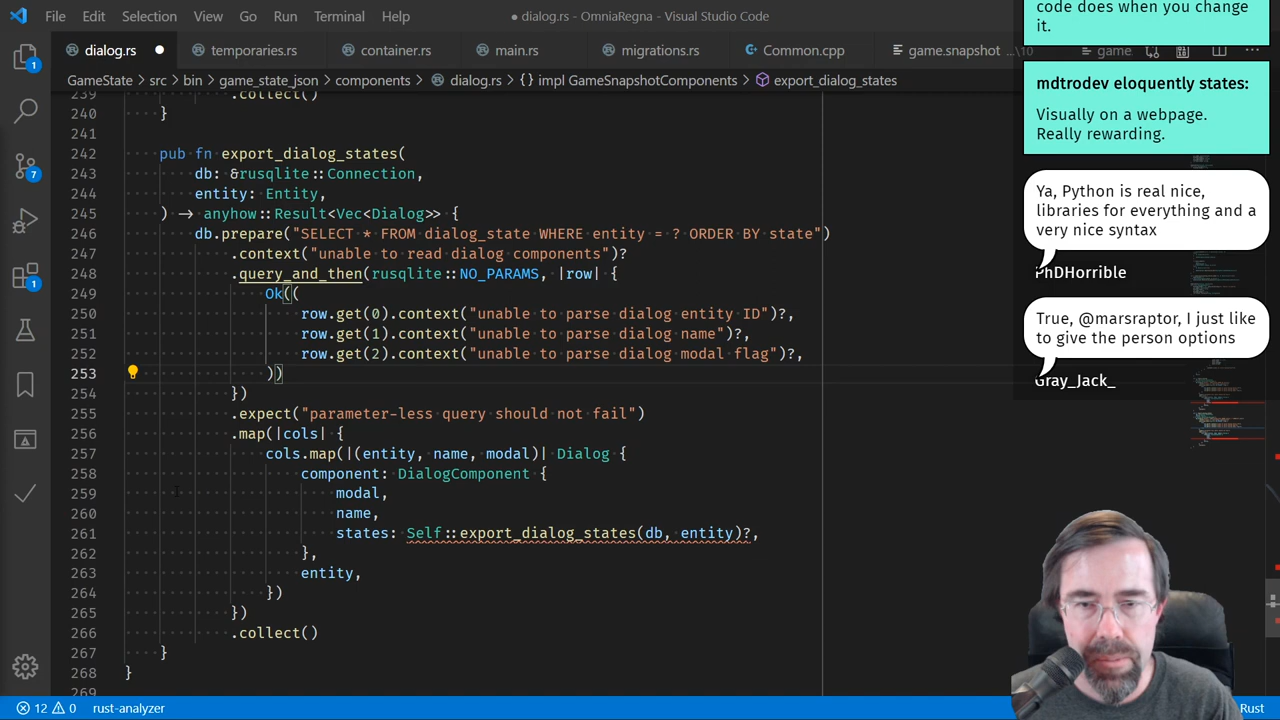 File Edit Selection View Go Run Terminal Help
● dialog.rs - OmniaRegna - Visual Studio Code
dialog.rs ● temporaries.rs container.rs main.rs migrations.rs Common.cpp game.snapshot ...\10 game.
GameState > src > bin > game_state_json > components > dialog.rs > {} impl GameSnapshotComponents > export_dialog_states
239 .collect()
240 }
241
242 pub fn export_dialog_states(
243 db: &rusqlite::Connection,
244 entity: Entity,
245 ) → anyhow::Result<Vec<Dialog>> {
246 db.prepare("SELECT * FROM dialog_state WHERE entity = ? ORDER BY state")
247 .context("unable to read dialog components")?
248 .query_and_then(rusqlite::NO_PARAMS, |row| {
249 Ok((
250 row.get(0).context("unable to parse dialog entity ID")?,
251 row.get(1).context("unable to parse dialog name")?,
252 row.get(2).context("unable to parse dialog modal flag")?,
253 ))
254 })
255 .expect("parameter-less query should not fail")
256 .map(|cols| {
257 cols.map(|(entity, name, modal)| Dialog {
258 component: DialogComponent {
259 modal,
260 name,
261 states: Self::export_dialog_states(db, entity)?,
262 },
263 entity,
264 })
265 })
266 .collect()
267 }
268 }
269
code does when you change
it.
mdtrodev eloquently states:
Visually on a webpage.
Really rewarding.
Ya, Python is real nice,
libraries for everything and a
very nice syntax
PhDHorrible
True, @marsraptor, I just like
to give the person options
Gray_Jack_
1
7
1
12 0 rust-analyzer
Rust